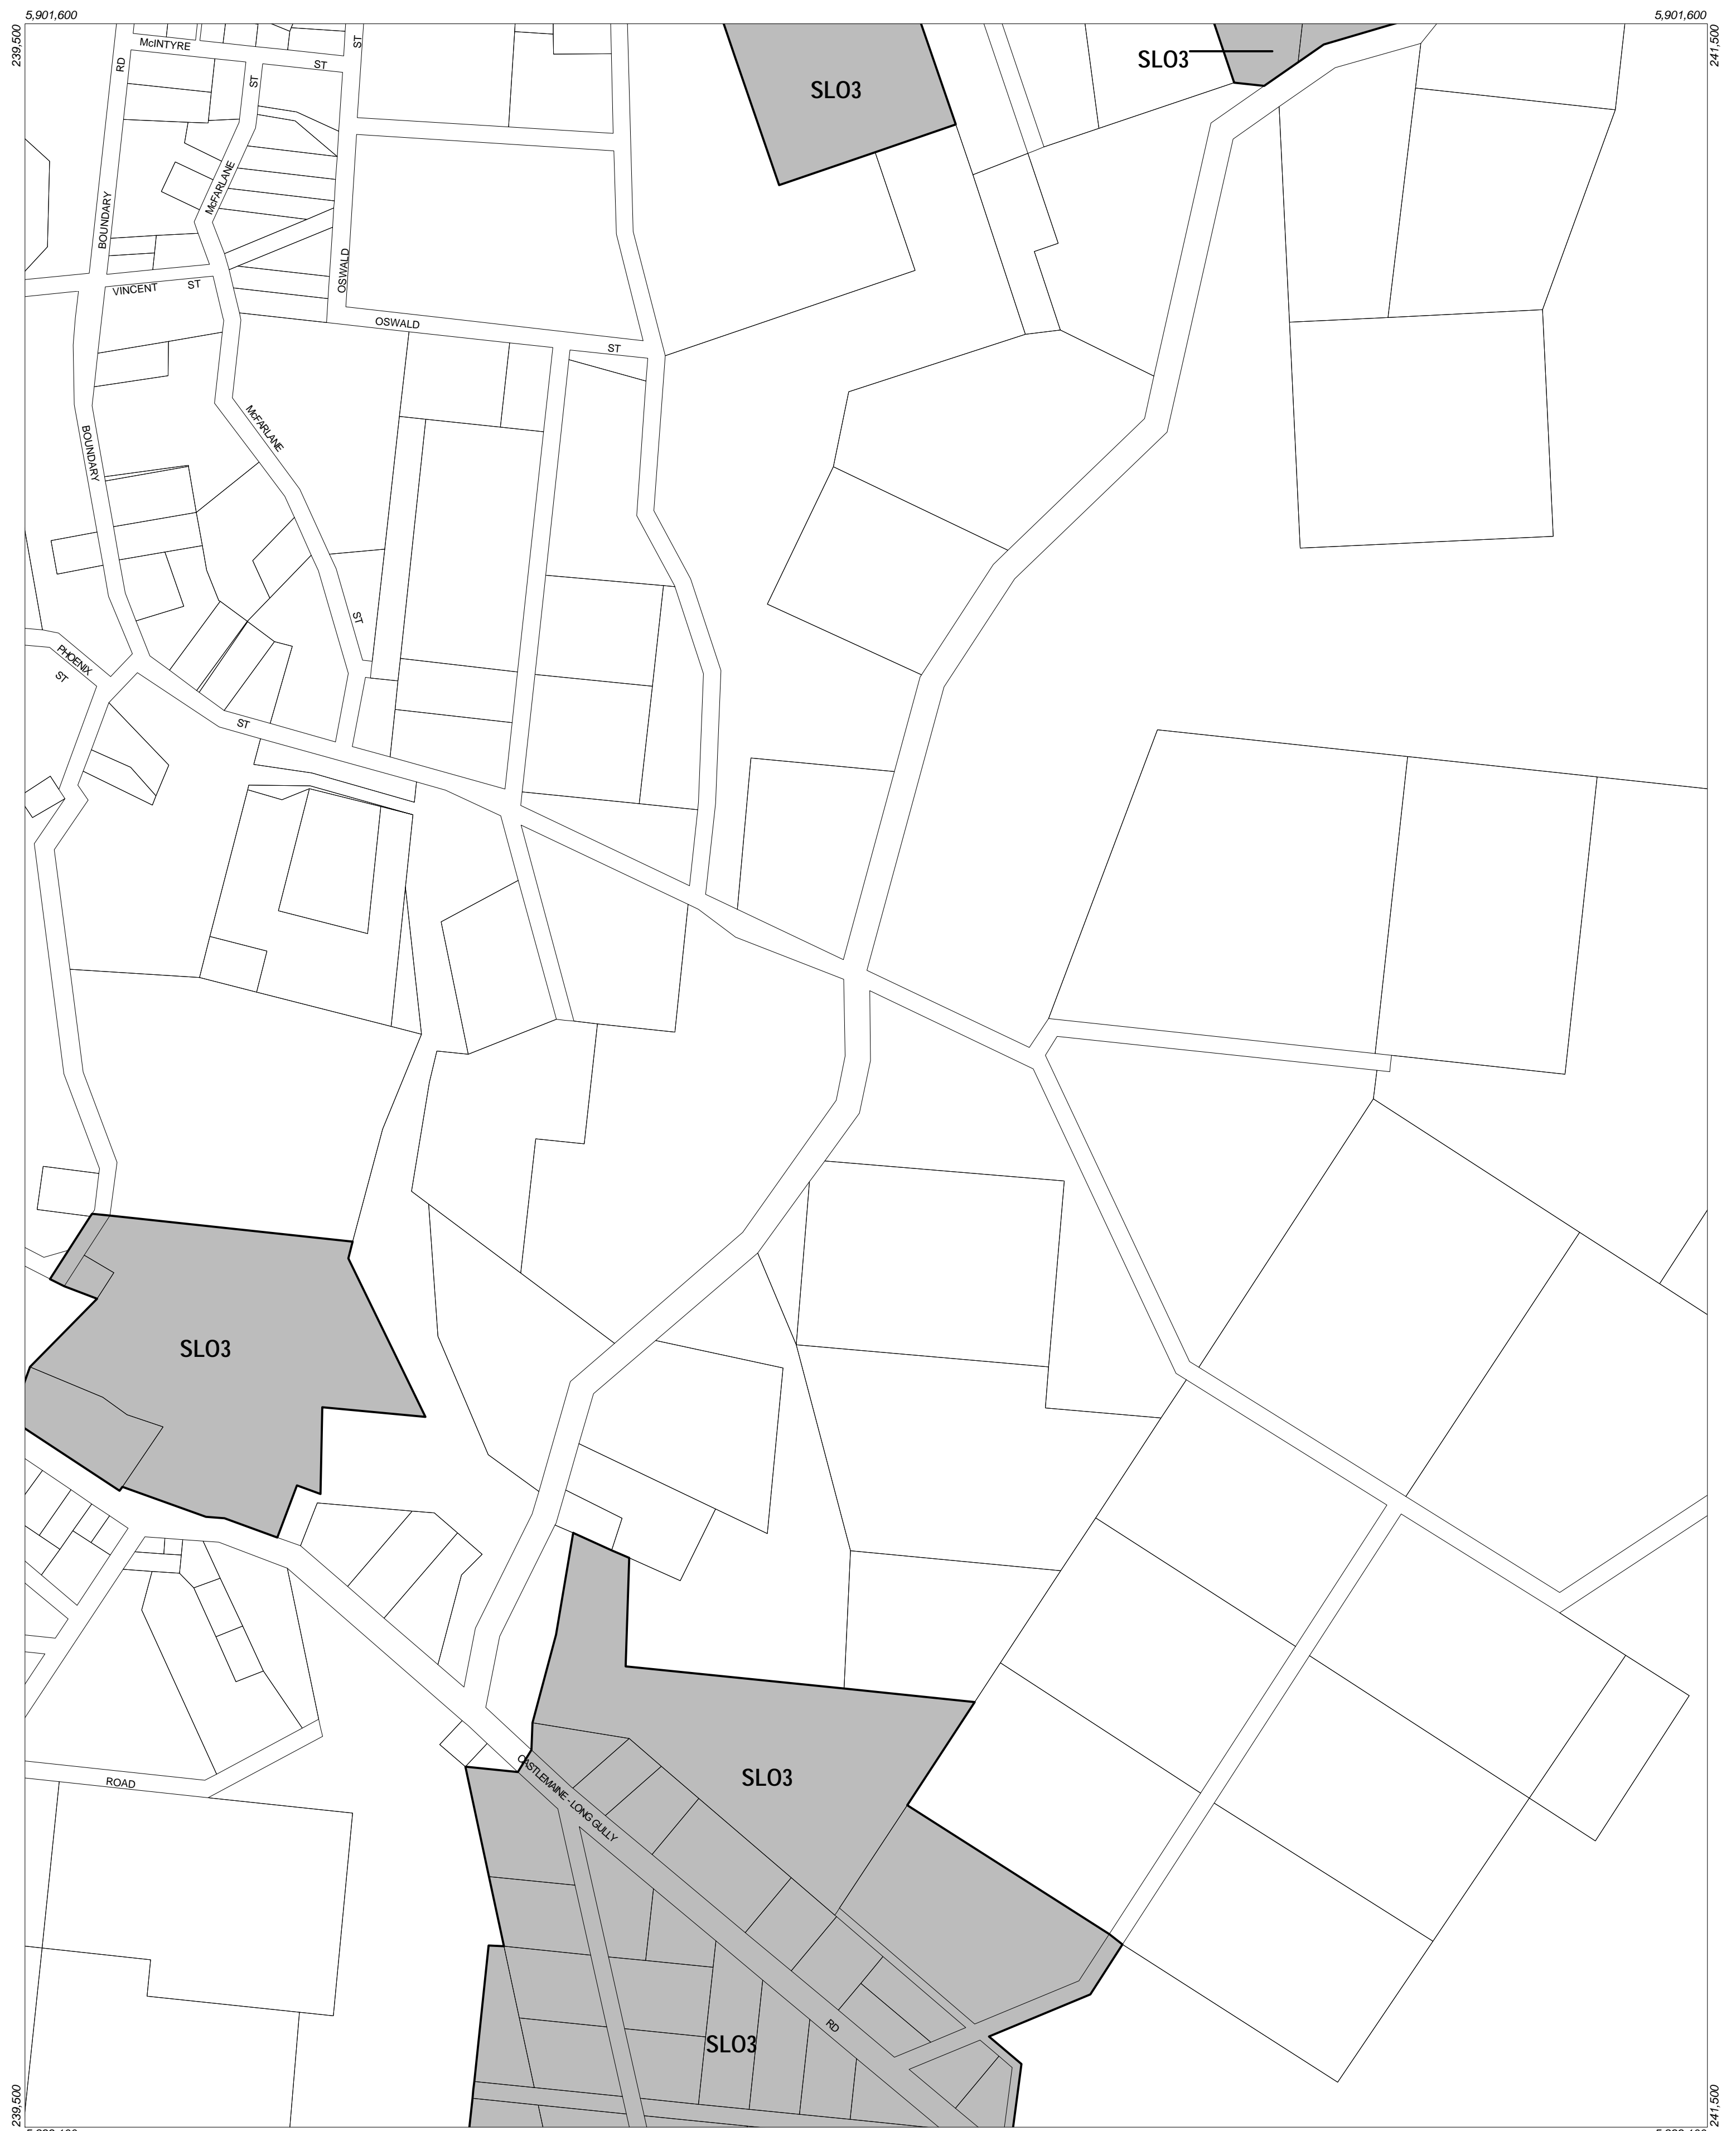 5,901,600
5,901,600
239,500
241,500
McINTYRE
ST
RD
ST
ST
SLO3
SLO3
McFARLANE
BOUNDARY
OSWALD
VINCENT
ST
OSWALD
ST
McFARLANE
BOUNDARY
ST
PHOENIX
ST
ST
SLO3
ROAD
CASTLEMAINE - LONG GULLY
SLO3
RD
SLO3
239,500
241,500